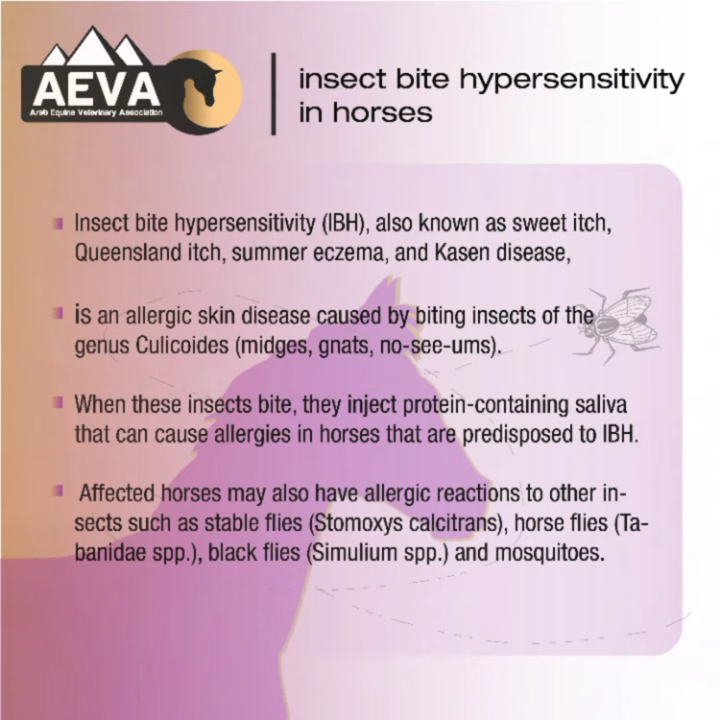 AEVA
Arab Equine Veterinary Association
insect bite hypersensitivity
in horses
Insect bite hypersensitivity (IBH), also known as sweet itch,
Queensland itch, summer eczema, and Kasen disease,
is an allergic skin disease caused by biting insects of the
genus Culicoides (midges, gnats, no-see-ums).
When these insects bite, they inject protein-containing saliva
that can cause allergies in horses that are predisposed to IBH.
Affected horses may also have allergic reactions to other in-
sects such as stable flies (Stomoxys calcitrans), horse flies (Ta-
banidae spp.), black flies (Simulium spp.) and mosquitoes.